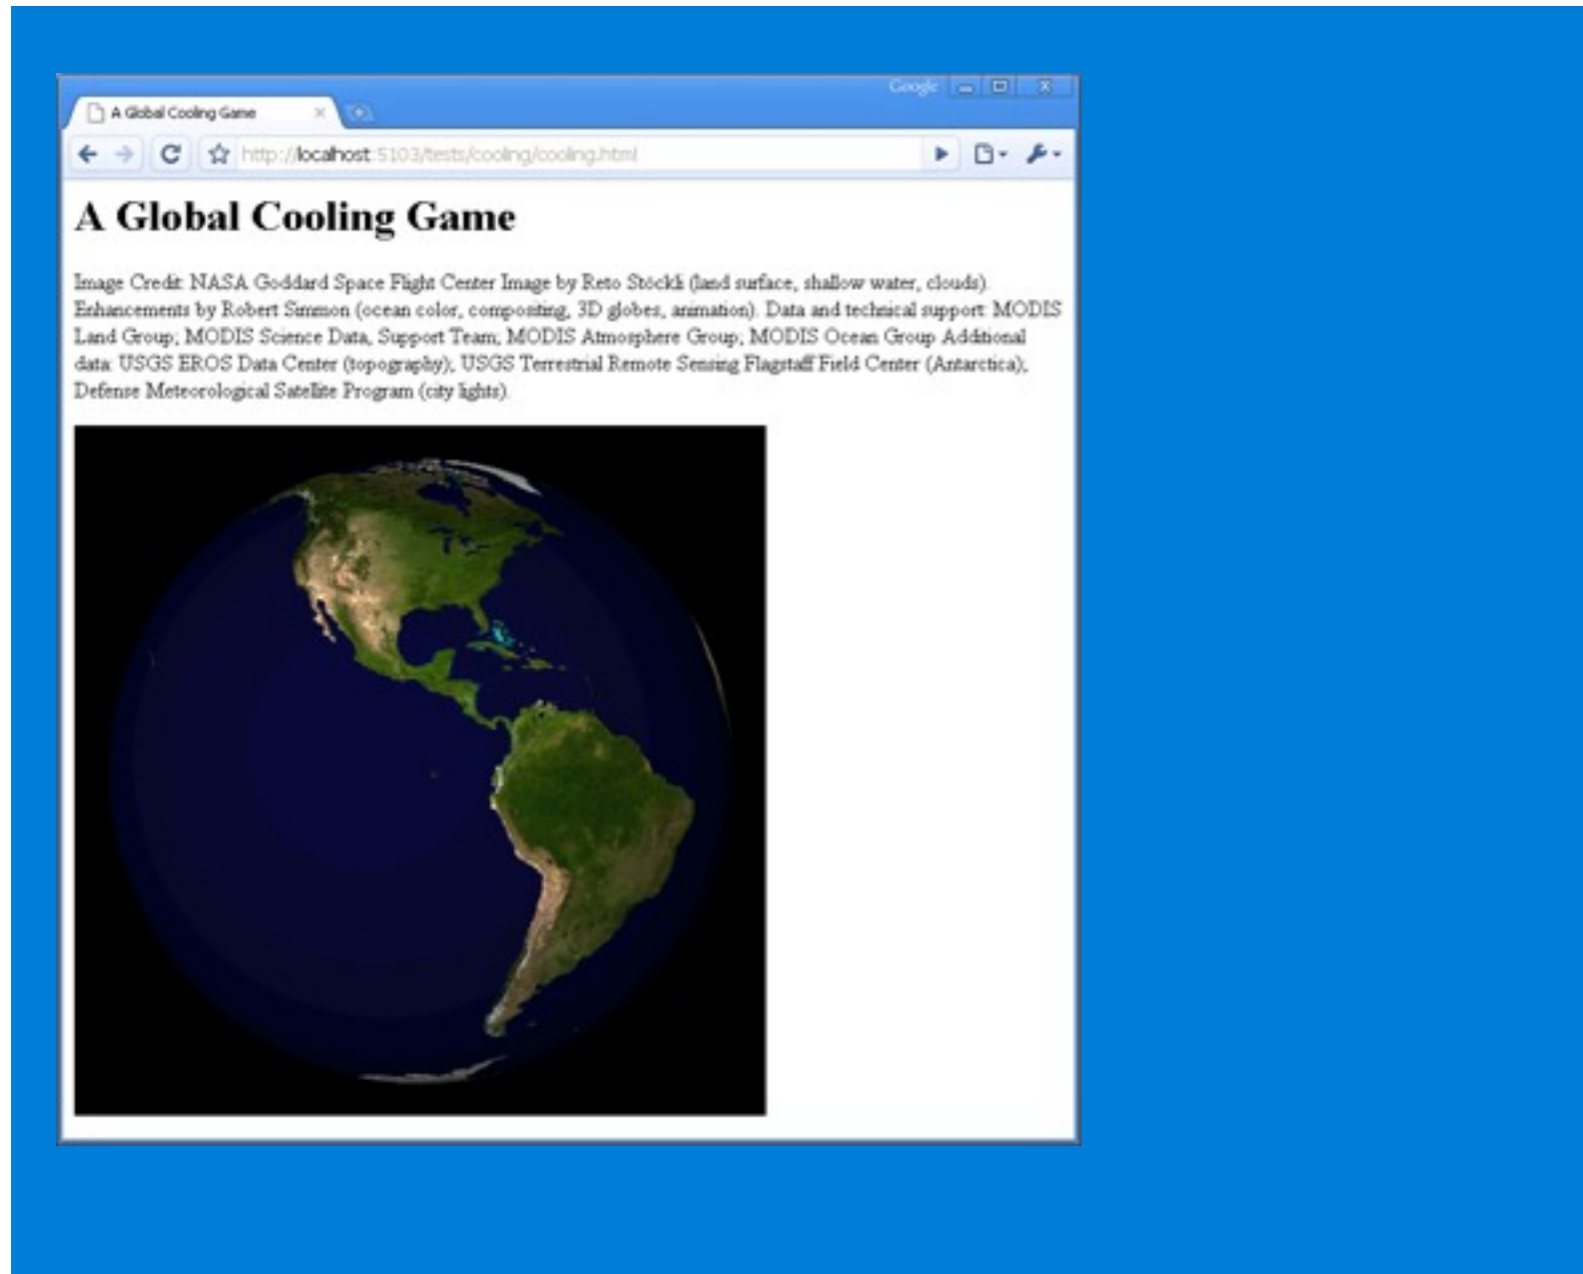 Google
A Global Cooling Game
http://localhost:5103/tests/cooling/cooling.html
A Global Cooling Game
Image Credit: NASA Goddard Space Flight Center Image by Reto Stöckli (land surface, shallow water, clouds).
Enhancements by Robert Simmon (ocean color, compositing, 3D globes, animation). Data and technical support: MODIS
Land Group; MODIS Science Data, Support Team; MODIS Atmosphere Group; MODIS Ocean Group Additional
data: USGS EROS Data Center (topography); USGS Terrestrial Remote Sensing Flagstaff Field Center (Antarctica);
Defense Meteorological Satellite Program (city lights).